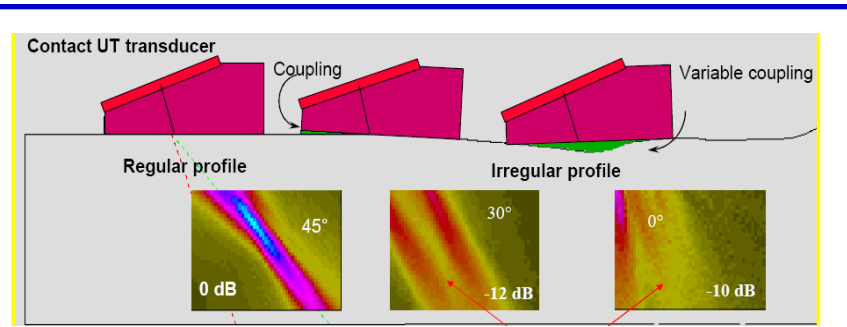 Contact UT transducer
Coupling
Variable coupling
Regular profile
Irregular profile
45°
30°
0°
0 dB
-12 dB
-10 dB